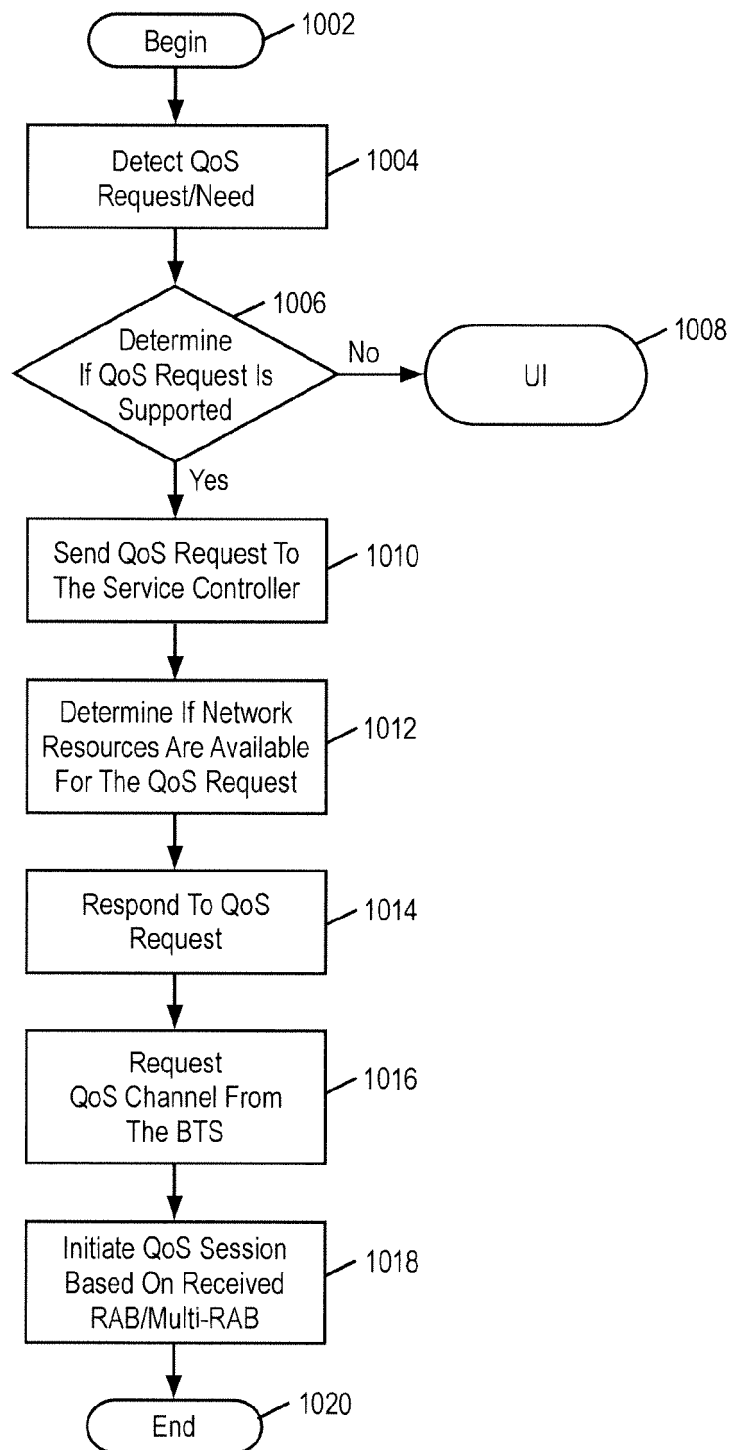 Begin
1002
Detect QoS
Request/Need
1004
1006
Determine
If QoS Request Is
Supported
No
UI
1008
Yes
Send QoS Request To
The Service Controller
1010
Determine If Network
Resources Are Available
For The QoS Request
1012
Respond To QoS
Request
1014
Request
QoS Channel From
The BTS
1016
Initiate QoS Session
Based On Received
RAB/Multi-RAB
1018
End
1020